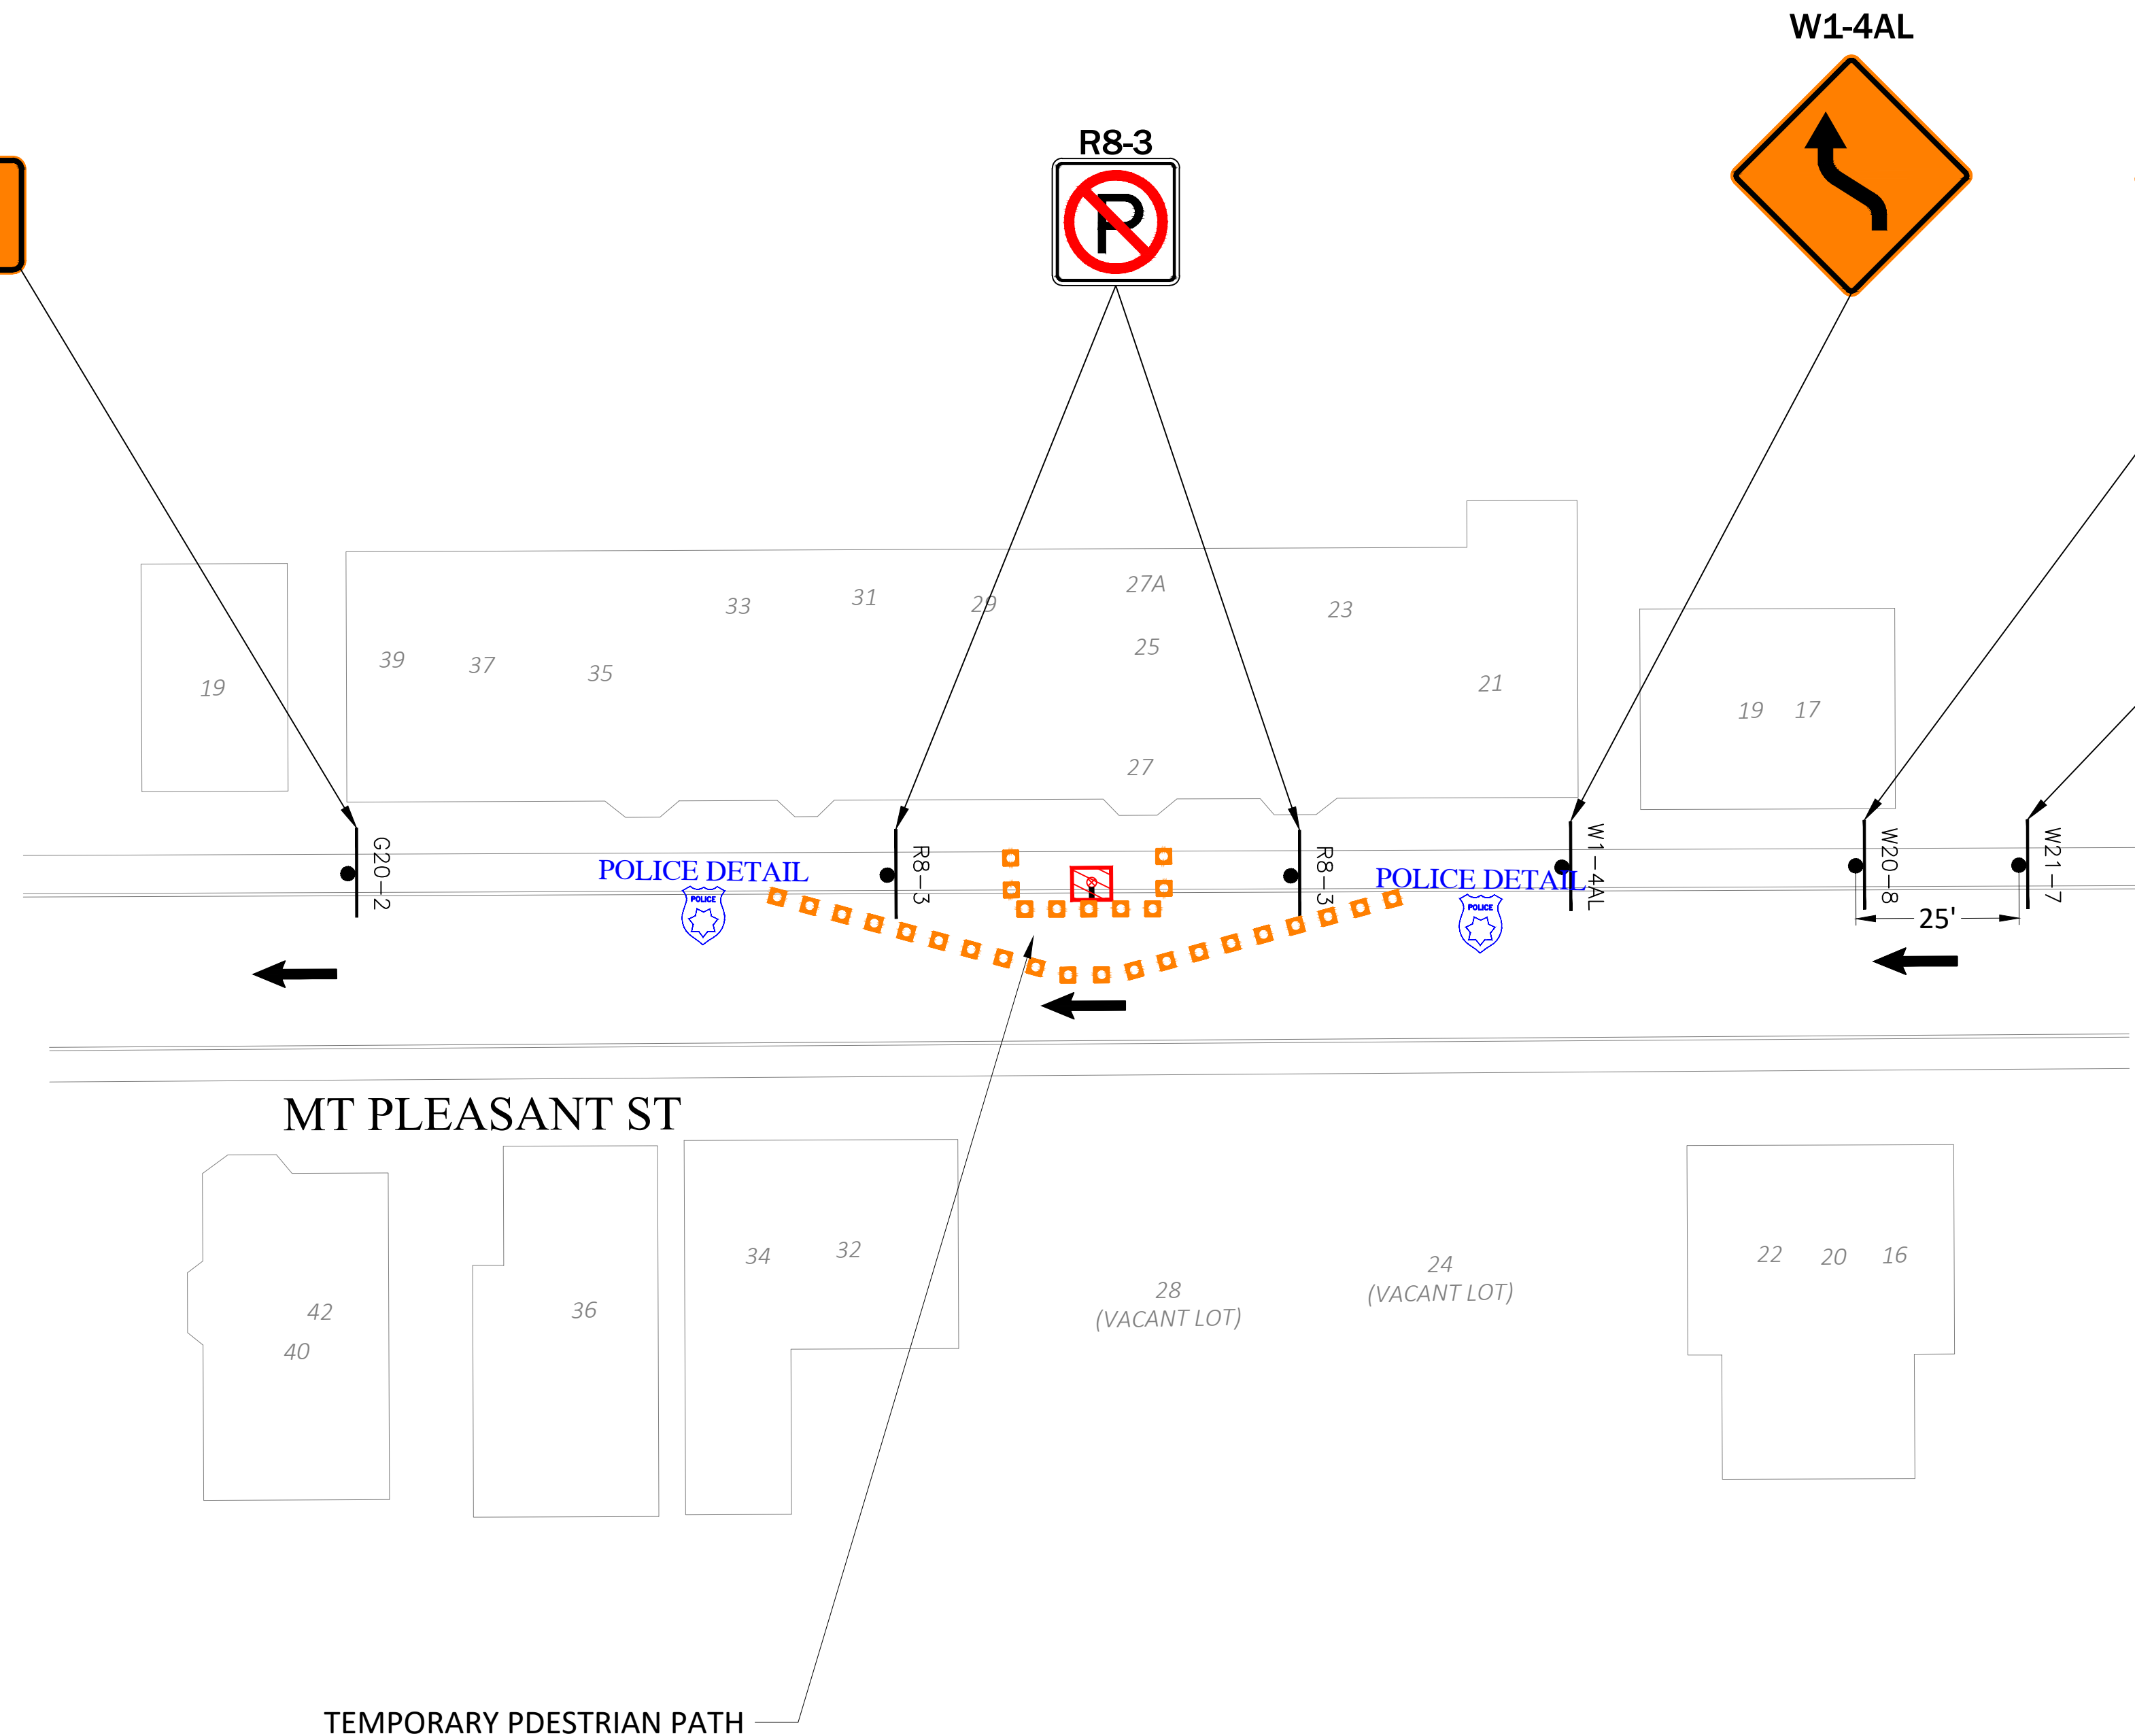 W1-4AL
R8-3
P
27A
33
31
29
23
25
39
37
35
19
21
19
17
27
G20-2
POLICE DETAIL
POLICE
R8-3
R8-3
POLICE DETAIL
POLICE
W1-4AL
W20-8
25'
W21-7
MT PLEASANT ST
34
32
36
42
40
28
(VACANT LOT)
24
(VACANT LOT)
22
20
16
TEMPORARY PDESTRIAN PATH